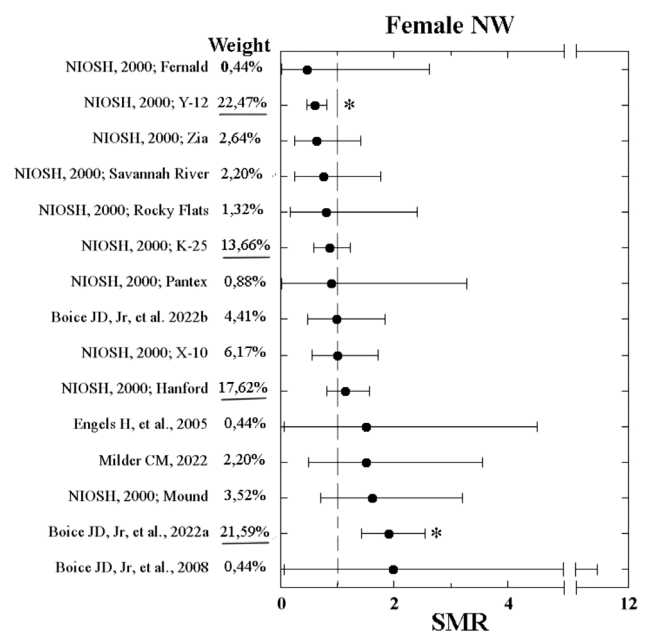 Female NW
Weight
NIOSH, 2000; Fernald 0,44%
NIOSH, 2000; Y-12 22,47% *
NIOSH, 2000; Zia 2,64%
NIOSH, 2000; Savannah River 2,20%
NIOSH, 2000; Rocky Flats 1,32%
NIOSH, 2000; K-25 13,66%
NIOSH, 2000; Pantex 0,88%
Boice JD, Jr, et al. 2022b 4,41%
NIOSH, 2000; X-10 6,17%
NIOSH, 2000; Hanford 17,62%
Engels H, et al., 2005 0,44%
Milder CM, 2022 2,20%
NIOSH, 2000; Mound 3,52%
Boice JD, Jr, et al., 2022a 21,59% *
Boice JD, Jr, et al., 2008 0,44%
0 2 4 12
SMR